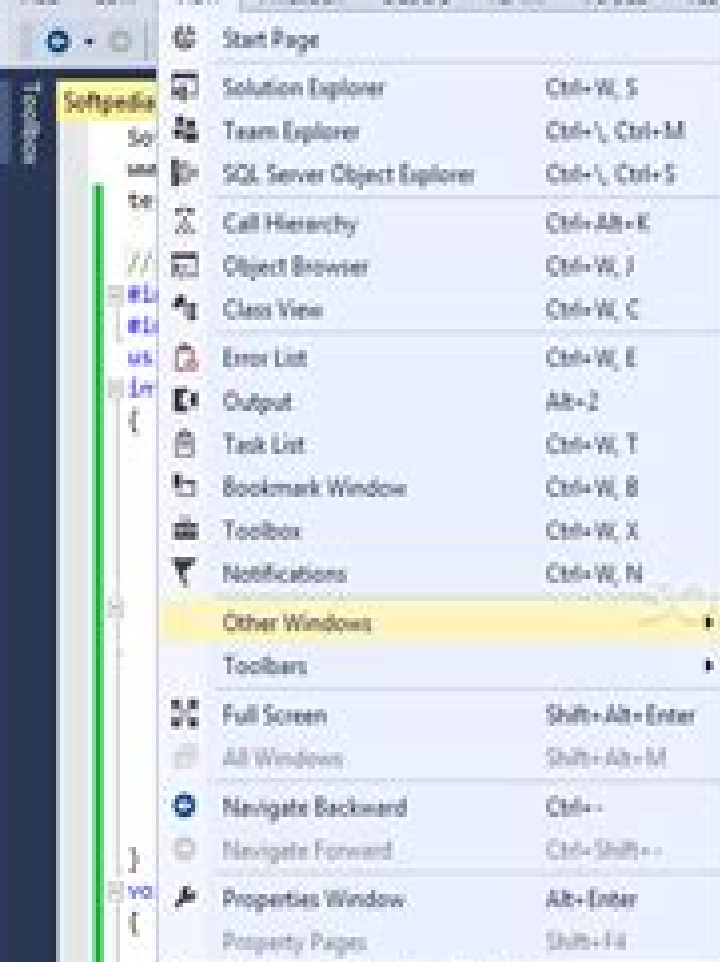 Toolbox
Softpedia
So
te
//
us
{
}
{
Start Page
Solution Explorer Ctrl+W, S
Team Explorer Ctrl+\, Ctrl+M
SQL Server Object Explorer Ctrl+\, Ctrl+S
Call Hierarchy Ctrl+Alt+K
Object Browser Ctrl+W, J
Class View Ctrl+W, C
Error List Ctrl+W, E
Output Alt+2
Task List Ctrl+W, T
Bookmark Window Ctrl+W, B
Toolbox Ctrl+W, X
Notifications Ctrl+W, N
Other Windows
Toolbars
Full Screen Shift+Alt+Enter
All Windows Shift+Alt+M
Navigate Backward Ctrl+-
Navigate Forward Ctrl+Shift+-
Properties Window Alt+Enter
Property Pages Shift+F4